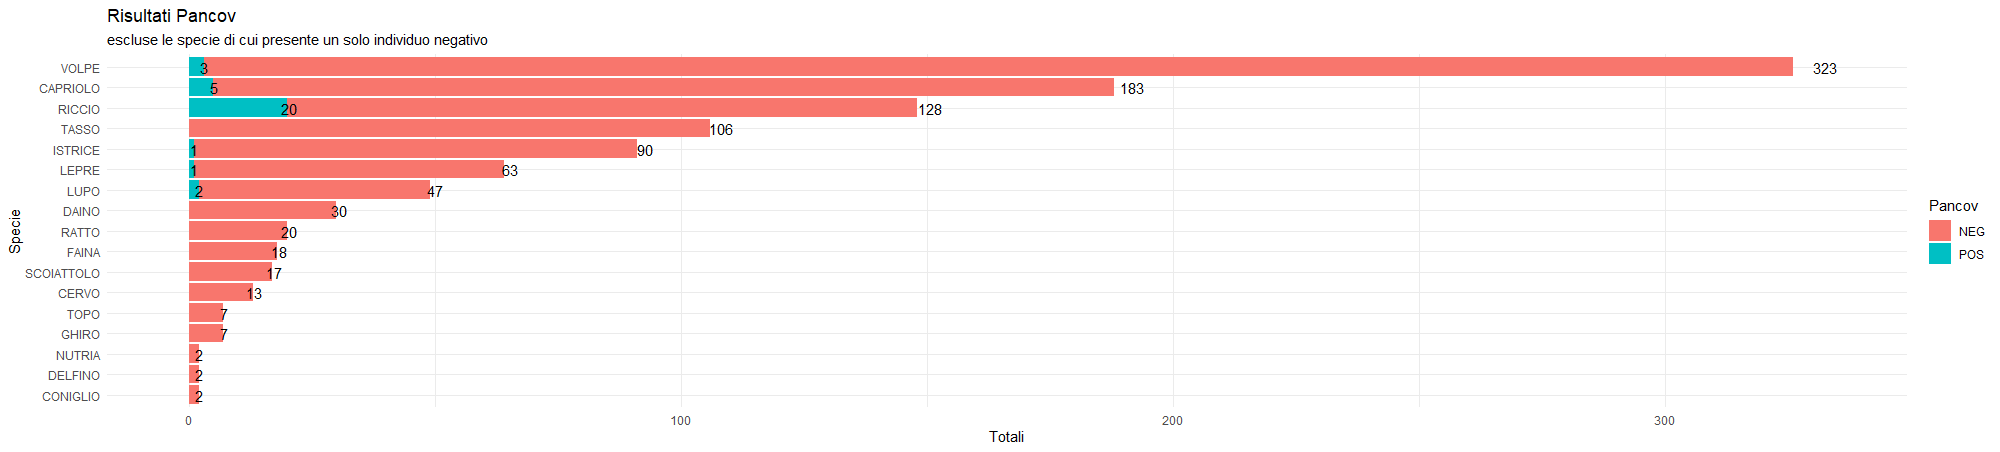 Risultati Pancov
escluse le specie di cui presente un solo individuo negativo
VOLPE 3 323
CAPRIOLO 5 183
RICCIO 20 128
TASSO 106
ISTRICE 1 90
LEPRE 1 63
LUPO 2 47
DAINO 30
RATTO 20
FAINA 18
SCOIATTOLO 17
CERVO 13
TOPO 7
GHIRO 7
NUTRIA 2
DELFINO 2
CONIGLIO 2
0 100 200 300
Totali
Specie
Pancov
NEG
POS